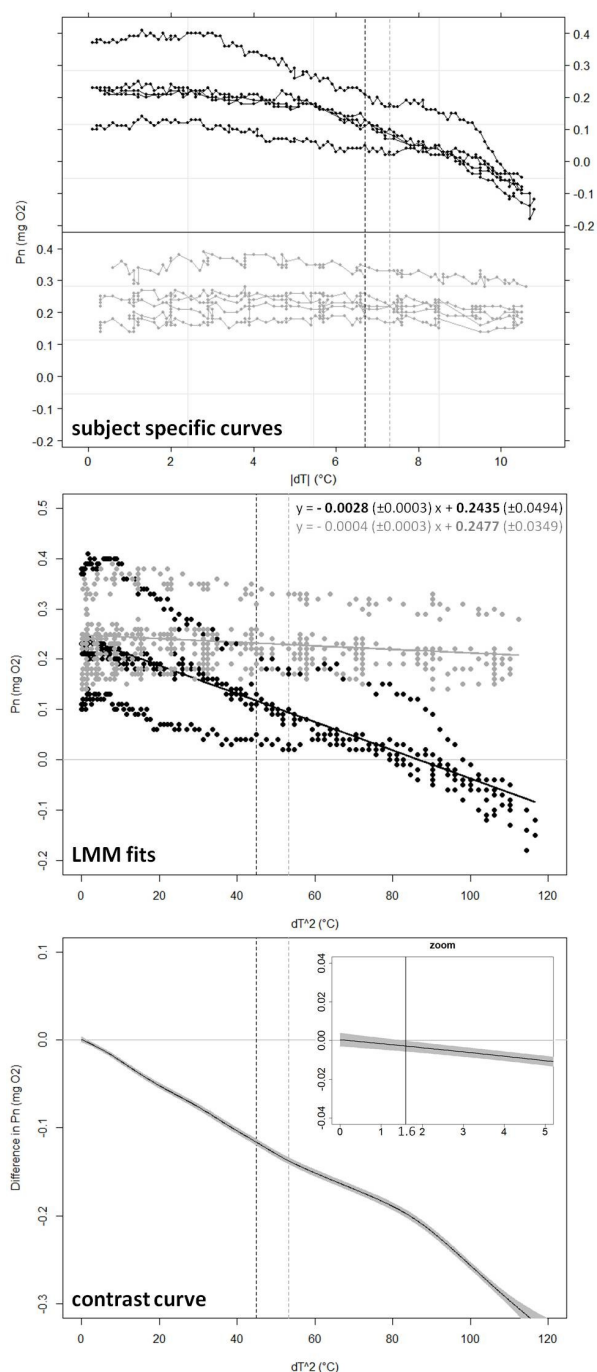 0.4
0.3
0.2
0.1
0.0
-0.1
-0.2
0.4
0.3
0.2
0.1
0.0
-0.1
-0.2
Pn (mg O2)
subject specific curves
0 2 4 6 8 10
|dT| (°C)
y = - 0.0028 (±0.0003) x + 0.2435 (±0.0494)
y = - 0.0004 (±0.0003) x + 0.2477 (±0.0349)
0.5
0.4
0.3
0.2
0.1
0.0
-0.1
-0.2
Pn (mg O2)
LMM fits
0 20 40 60 80 100 120
dT^2 (°C)
0.1
0.0
-0.1
-0.2
-0.3
Difference in Pn (mg O2)
zoom
0.04
0.02
0.00
-0.02
-0.04
0 1 1.6 2 3 4 5
contrast curve
0 20 40 60 80 100 120
dT^2 (°C)